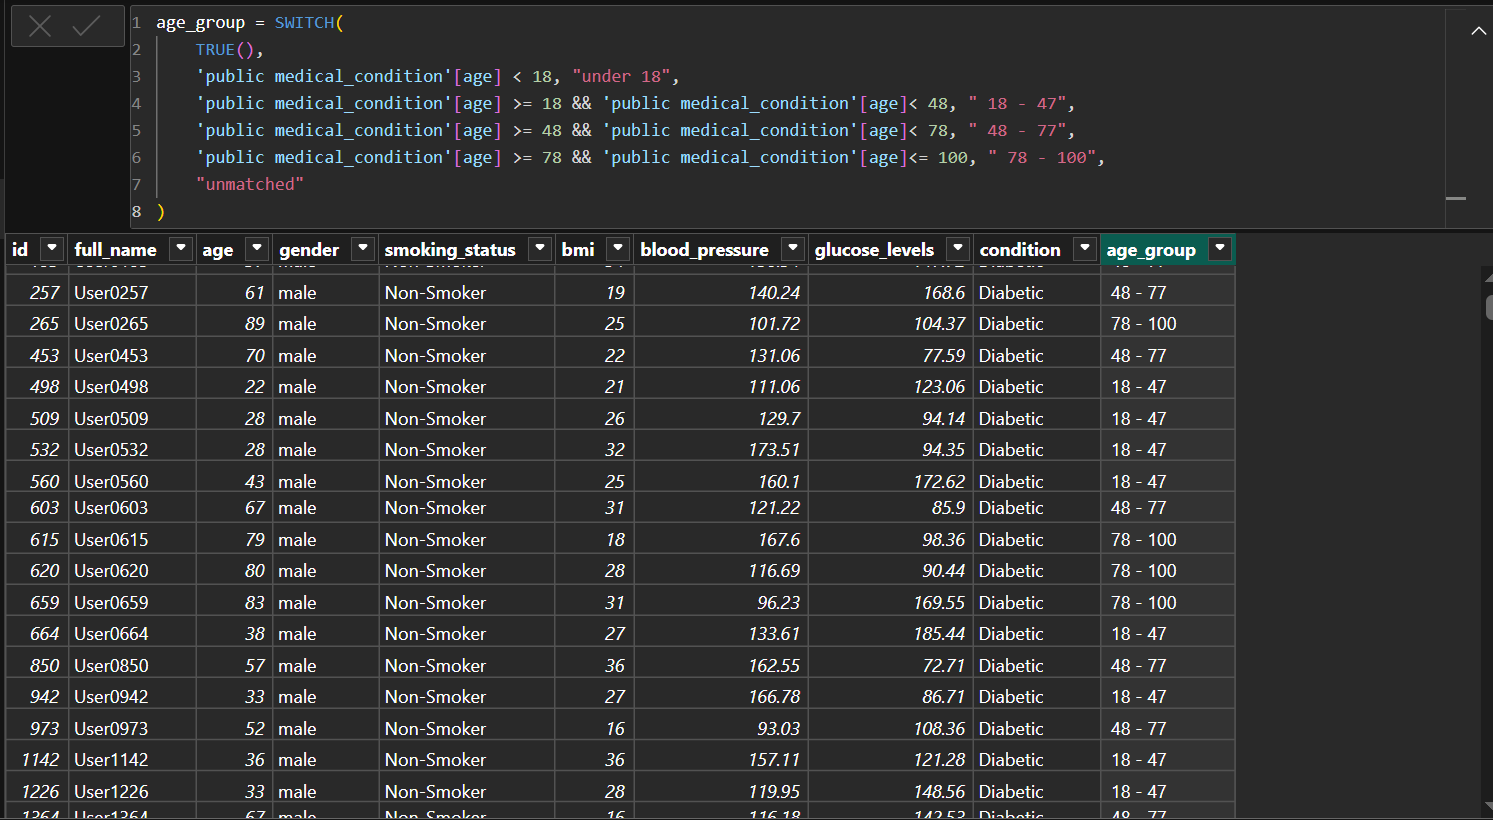 1 age_group = SWITCH(
2 TRUE(),
3 'public medical_condition'[age] < 18, "under 18",
4 'public medical_condition'[age] >= 18 && 'public medical_condition'[age]< 48, " 18 - 47",
5 'public medical_condition'[age] >= 48 && 'public medical_condition'[age]< 78, " 48 - 77",
6 'public medical_condition'[age] >= 78 && 'public medical_condition'[age]<= 100, " 78 - 100",
7 "unmatched"
8 )
id full_name age gender smoking_status bmi blood_pressure glucose_levels condition age_group
257 User0257 61 male Non-Smoker 19 140.24 168.6 Diabetic 48 - 77
265 User0265 89 male Non-Smoker 25 101.72 104.37 Diabetic 78 - 100
453 User0453 70 male Non-Smoker 22 131.06 77.59 Diabetic 48 - 77
498 User0498 22 male Non-Smoker 21 111.06 123.06 Diabetic 18 - 47
509 User0509 28 male Non-Smoker 26 129.7 94.14 Diabetic 18 - 47
532 User0532 28 male Non-Smoker 32 173.51 94.35 Diabetic 18 - 47
560 User0560 43 male Non-Smoker 25 160.1 172.62 Diabetic 18 - 47
603 User0603 67 male Non-Smoker 31 121.22 85.9 Diabetic 48 - 77
615 User0615 79 male Non-Smoker 18 167.6 98.36 Diabetic 78 - 100
620 User0620 80 male Non-Smoker 28 116.69 90.44 Diabetic 78 - 100
659 User0659 83 male Non-Smoker 31 96.23 169.55 Diabetic 78 - 100
664 User0664 38 male Non-Smoker 27 133.61 185.44 Diabetic 18 - 47
850 User0850 57 male Non-Smoker 36 162.55 72.71 Diabetic 48 - 77
942 User0942 33 male Non-Smoker 27 166.78 86.71 Diabetic 18 - 47
973 User0973 52 male Non-Smoker 16 93.03 108.36 Diabetic 48 - 77
1142 User1142 36 male Non-Smoker 36 157.11 121.28 Diabetic 18 - 47
1226 User1226 33 male Non-Smoker 28 119.95 148.56 Diabetic 18 - 47
1364 User1364 67 male Non-Smoker 16 116.18 142.53 Diabetic 48 - 77